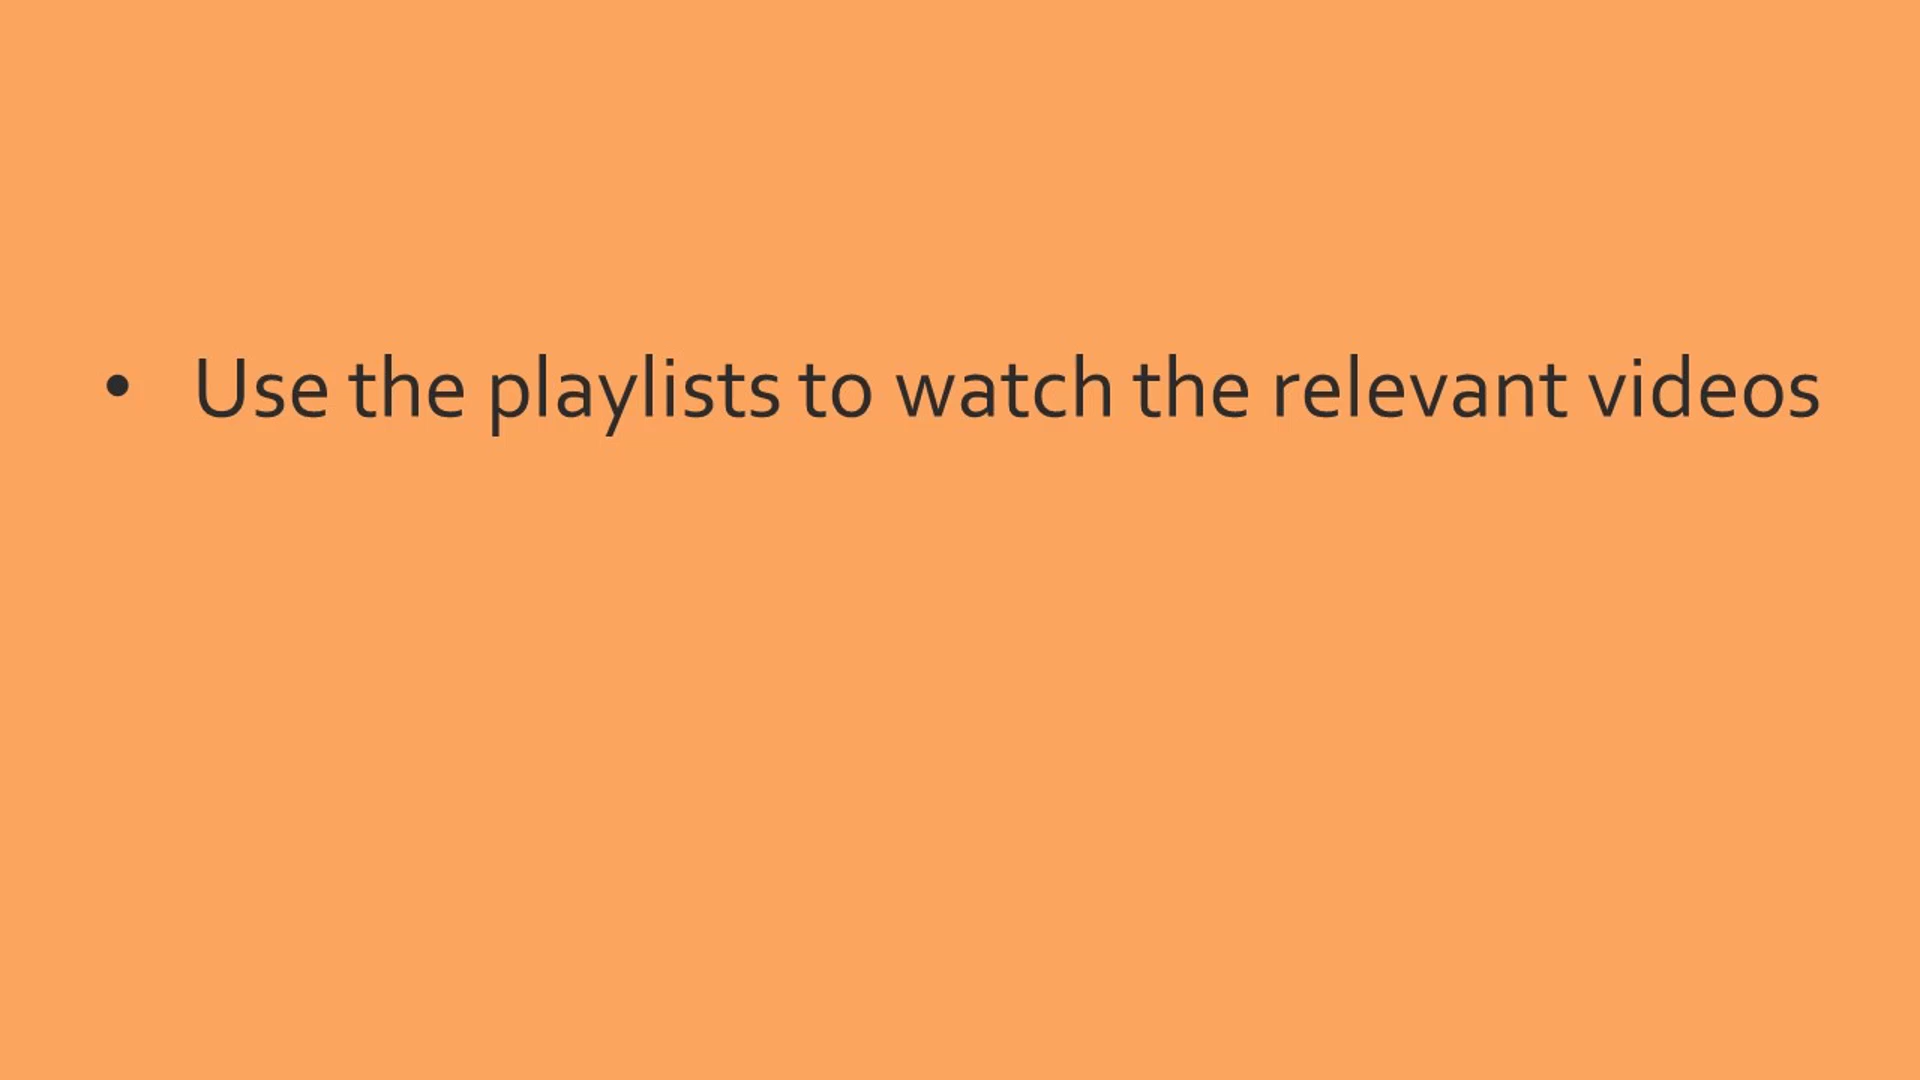 • Use the playlists to watch the relevant videos